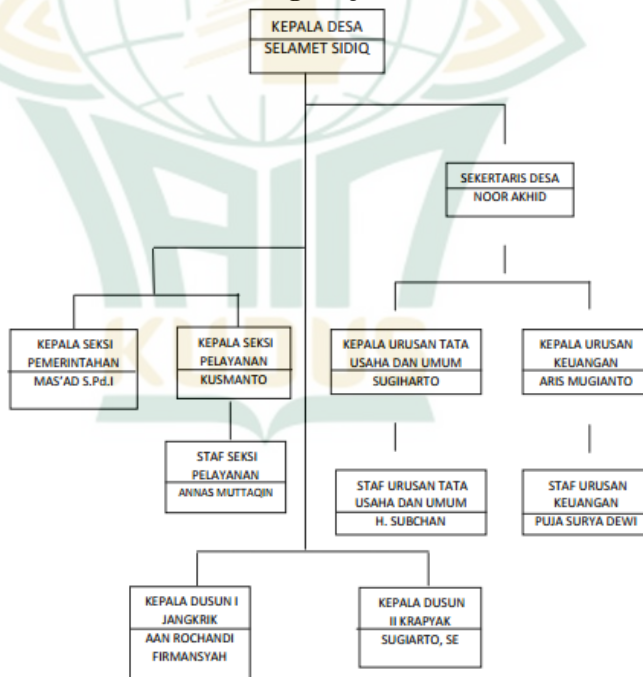 KEPALA DESA
SELAMET SIDIQ
SEKERTARIS DESA
NOOR AKHID
KEPALA SEKSI
PEMERINTAHAN
MAS'AD S.Pd.I
KEPALA SEKSI
PELAYANAN
KUSMANTO
KEPALA URUSAN TATA
USAHA DAN UMUM
SUGIHARTO
KEPALA URUSAN
KEUANGAN
ARIS MUGIANTO
STAF SEKSI
PELAYANAN
ANNAS MUTTAQIN
STAF URUSAN TATA
USAHA DAN UMUM
H. SUBCHAN
STAF URUSAN
KEUANGAN
PUJA SURYA DEWI
KEPALA DUSUN I
JANGKRIK
AAN ROCHANDI
FIRMANSYAH
KEPALA DUSUN
II KRAPYAK
SUGIARTO, SE
KUDUS